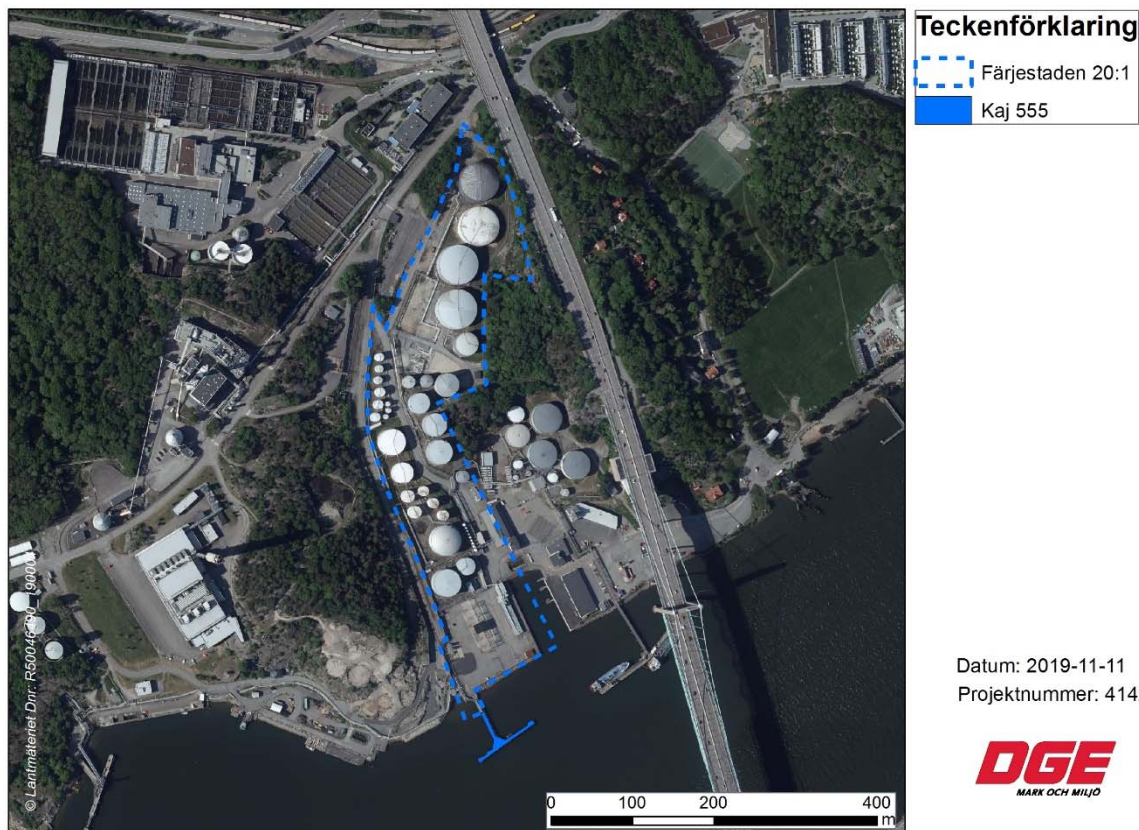 Teckenförklaring
Färjestaden 20:1
Kaj 555
© Lantmäteriet Dnr: R50046
0 100 200 400
m
Datum: 2019-11-11
Projektnummer: 414
DGE
MARK OCH MILJÖ